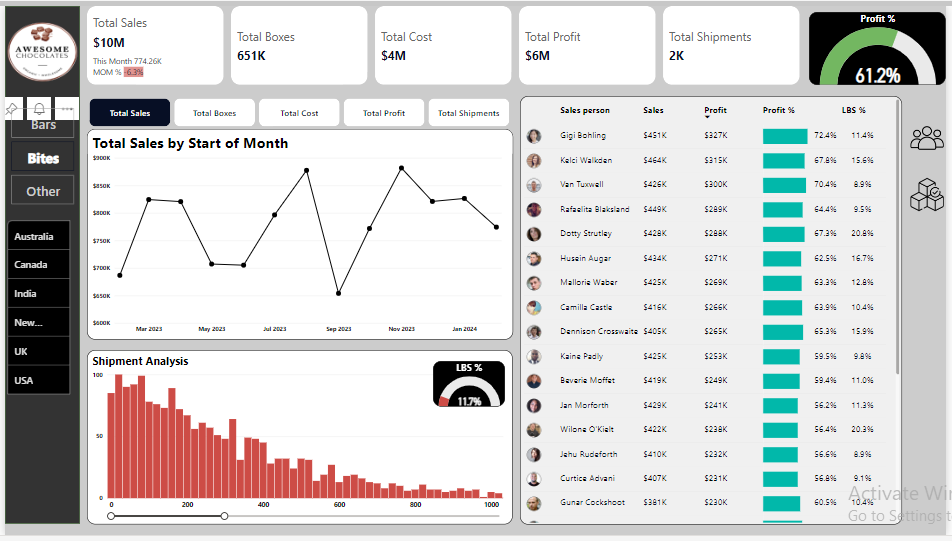 AWESOME
CHOCOLATES
Bars
Bites
Other
Australia
Canada
India
New...
UK
USA
Total Sales
$10M
This Month 774.26K
MOM % -6.3%
Total Boxes
651K
Total Cost
$4M
Total Profit
$6M
Total Shipments
2K
Profit %
61.2%
Total Sales
Total Boxes
Total Cost
Total Profit
Total Shipments
Total Sales by Start of Month
$900K
$850K
$800K
$750K
$700K
$650K
$600K
Mar 2023 May 2023 Jul 2023 Sep 2023 Nov 2023 Jan 2024
Shipment Analysis
LBS %
11.7%
100
50
0
0 200 400 600 800 1000
Sales person Sales Profit Profit % LBS %
Gigi Bohling $451K $327K 72.4% 11.4%
Kelci Walkden $464K $315K 67.8% 15.6%
Van Tuxwell $426K $300K 70.4% 8.9%
Rafaelita Blaksland $449K $289K 64.4% 9.5%
Dotty Strutley $428K $288K 67.3% 20.8%
Husein Augar $434K $271K 62.5% 16.7%
Mallorie Waber $425K $269K 63.3% 12.8%
Camilla Castle $416K $266K 63.9% 10.4%
Dennison Crosswaite $405K $265K 65.3% 15.9%
Kaine Padly $425K $253K 59.5% 9.8%
Beverie Moffet $419K $249K 59.4% 11.0%
Jan Morforth $429K $241K 56.2% 11.3%
Wilone O'Kielt $422K $238K 56.4% 20.3%
Jehu Rudeforth $410K $232K 56.6% 8.9%
Curtice Advani $407K $231K 56.8% 9.1%
Gunar Cockshoot $381K $230K 60.5% 10.4%
Activate Win
Go to Settings t